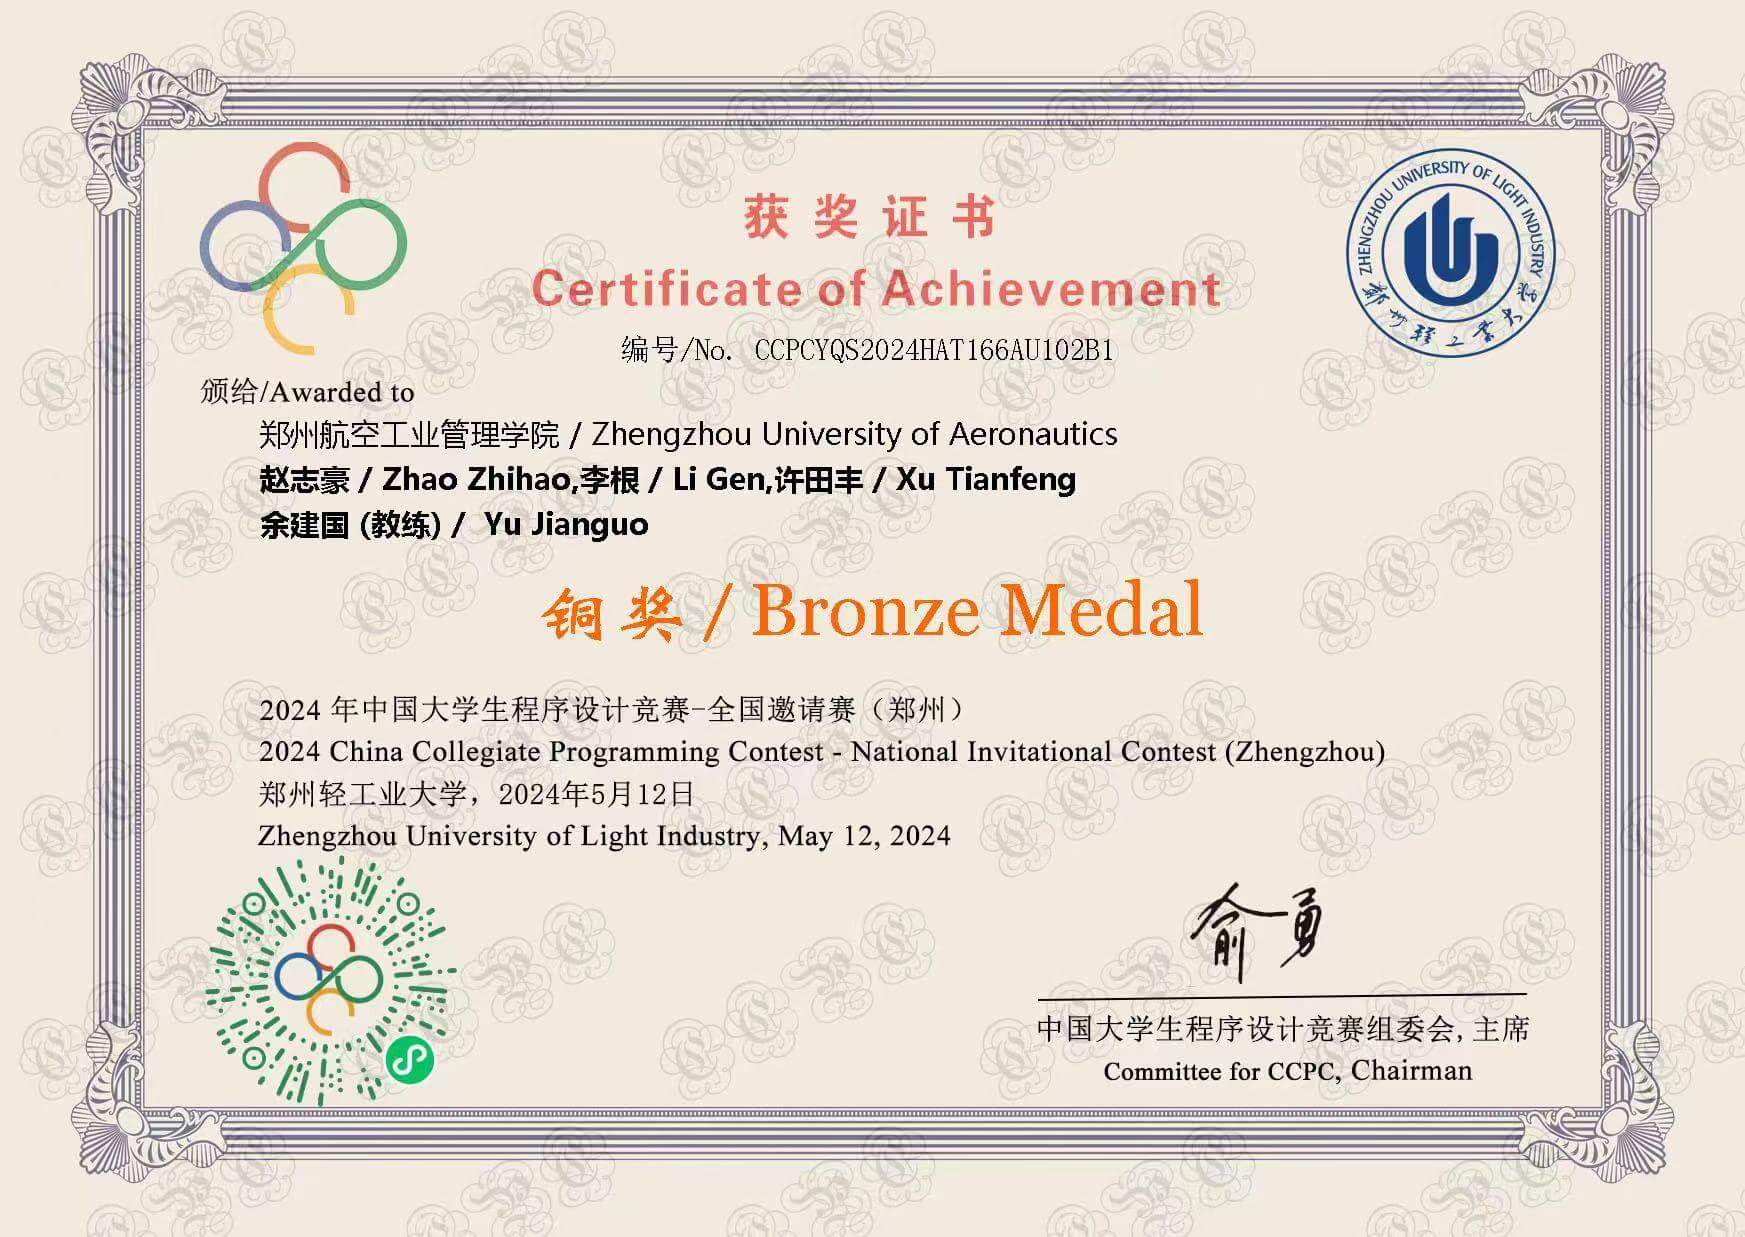 获奖证书
Certificate of Achievement
编号/No. CCPCYQS2024HAT166AU102B1
ZHENGZHOU UNIVERSITY OF LIGHT INDUSTRY
郑州轻工业大学
颁给/Awarded to
郑州航空工业管理学院 / Zhengzhou University of Aeronautics
赵志豪 / Zhao Zhihao,李根 / Li Gen,许田丰 / Xu Tianfeng
余建国 (教练) / Yu Jianguo
铜奖 / Bronze Medal
2024 年中国大学生程序设计竞赛-全国邀请赛（郑州）
2024 China Collegiate Programming Contest - National Invitational Contest (Zhengzhou)
郑州轻工业大学，2024年5月12日
Zhengzhou University of Light Industry, May 12, 2024
俞勇
中国大学生程序设计竞赛组委会, 主席
Committee for CCPC, Chairman